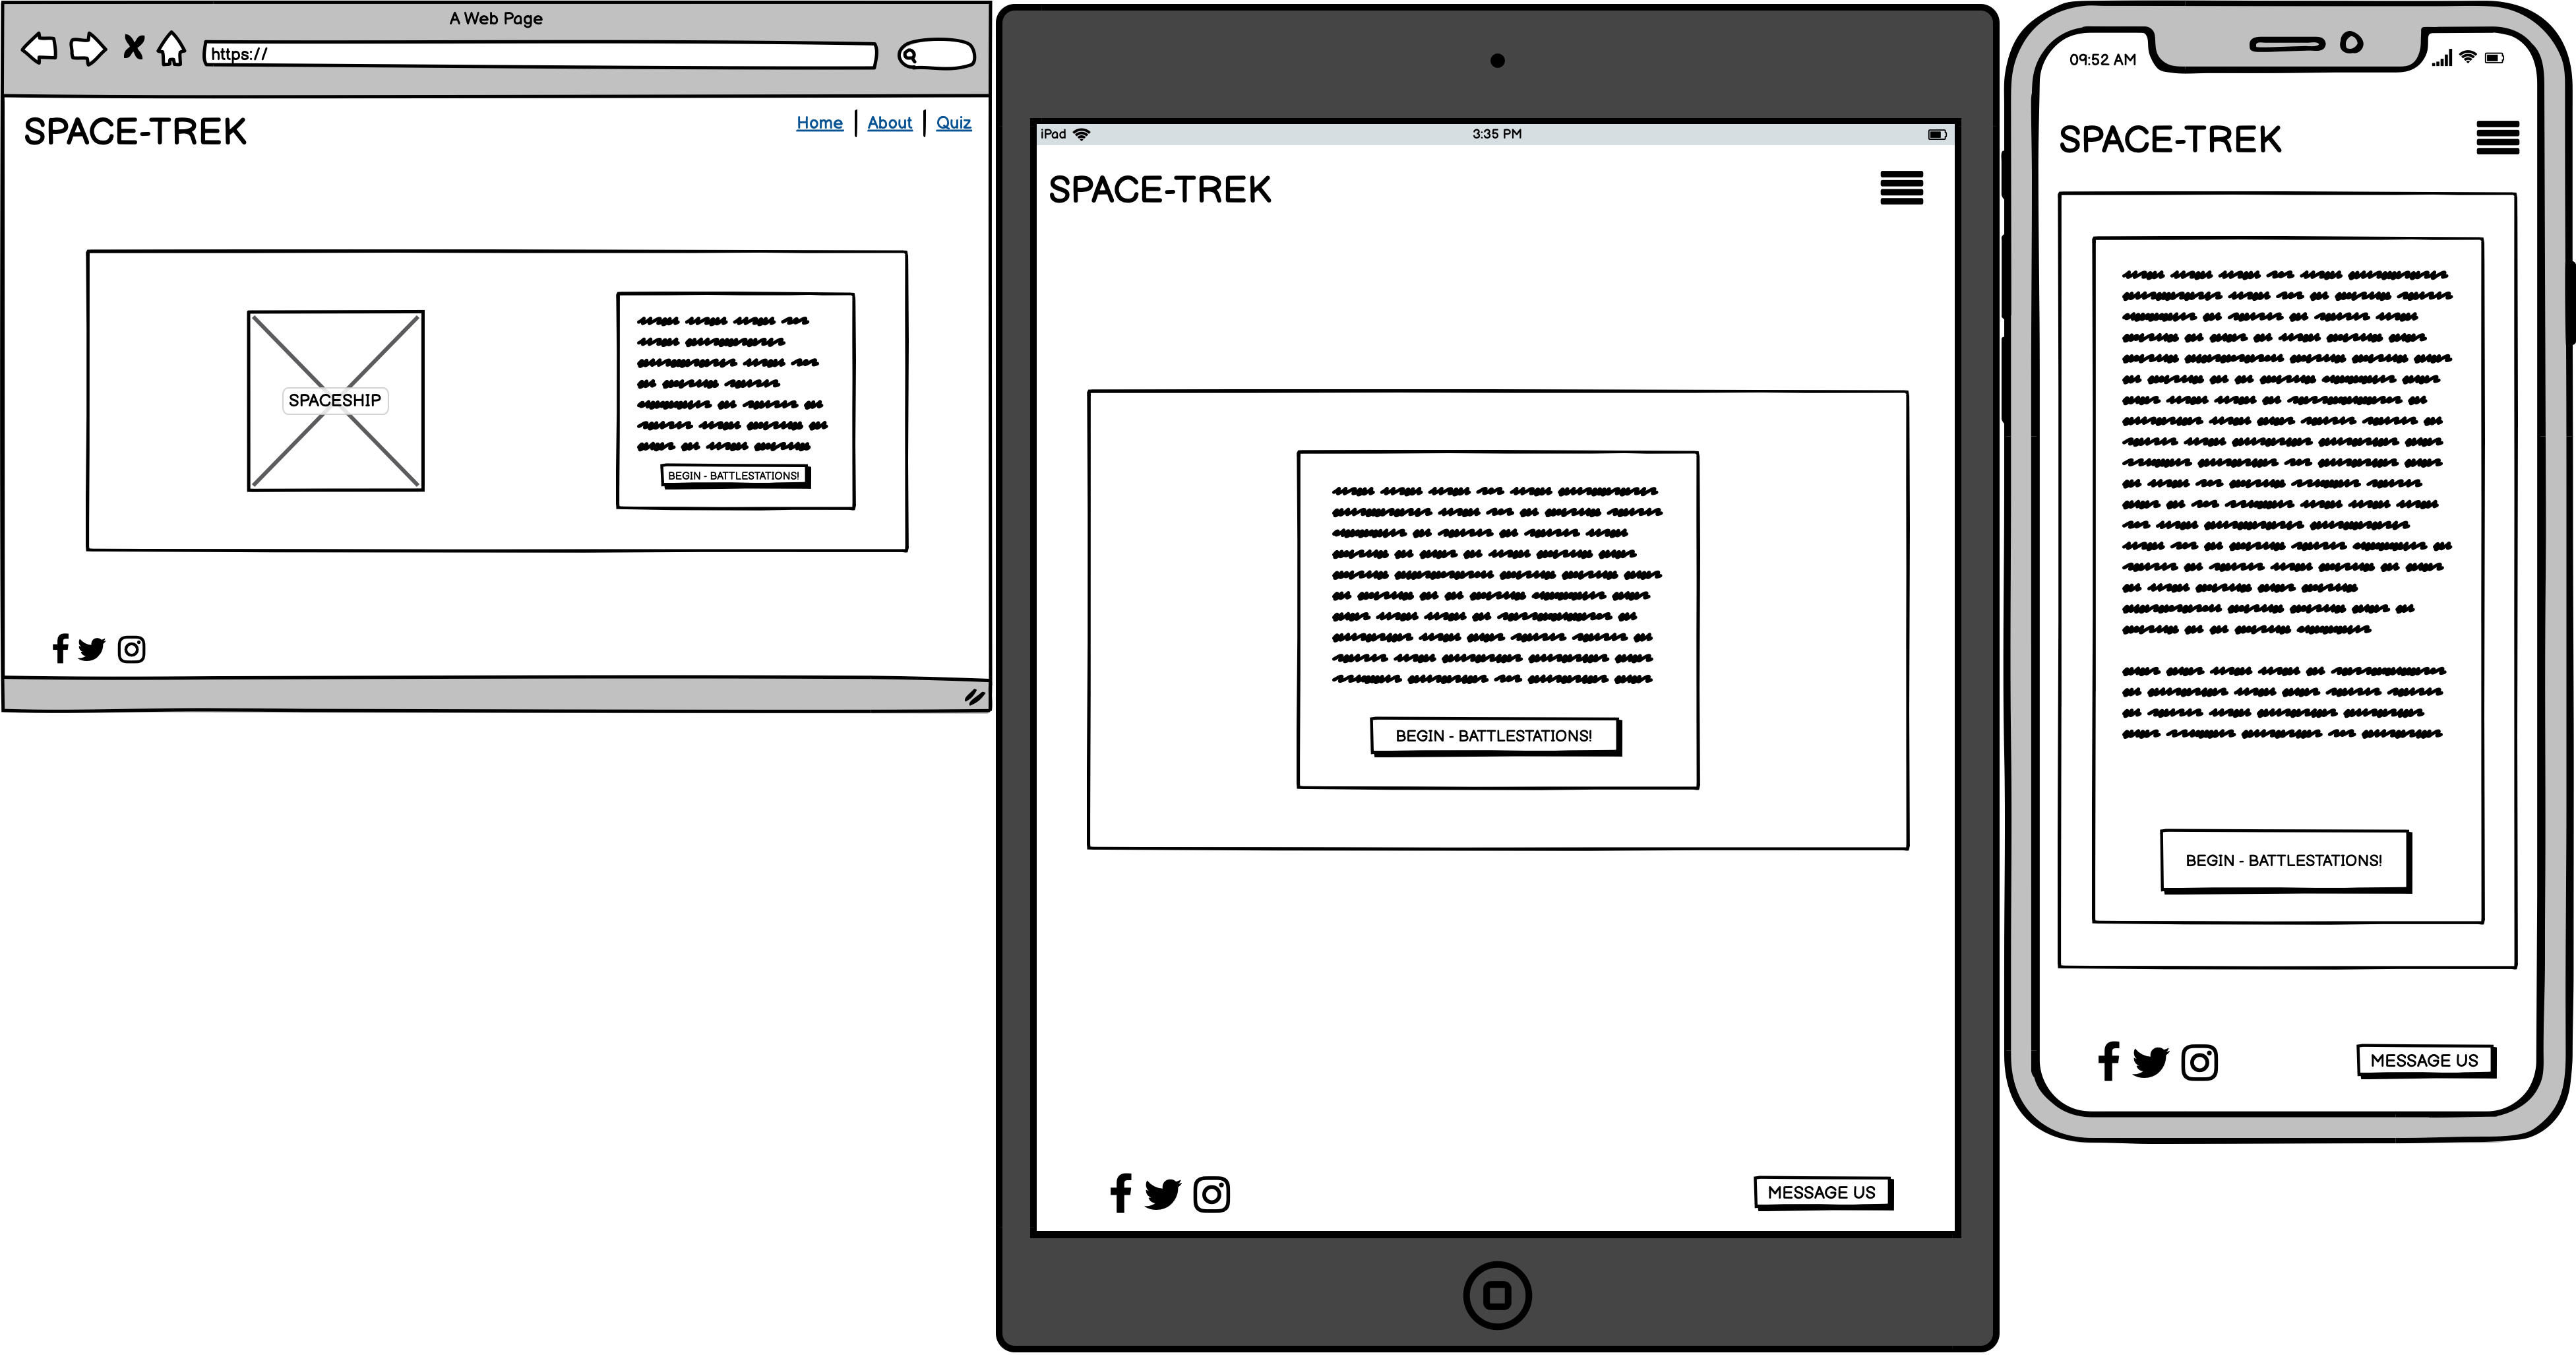 A Web Page
https://
SPACE-TREK
Home | About | Quiz
SPACESHIP
BEGIN - BATTLESTATIONS!
iPad
3:35 PM
SPACE-TREK
BEGIN - BATTLESTATIONS!
MESSAGE US
09:52 AM
SPACE-TREK
BEGIN - BATTLESTATIONS!
MESSAGE US